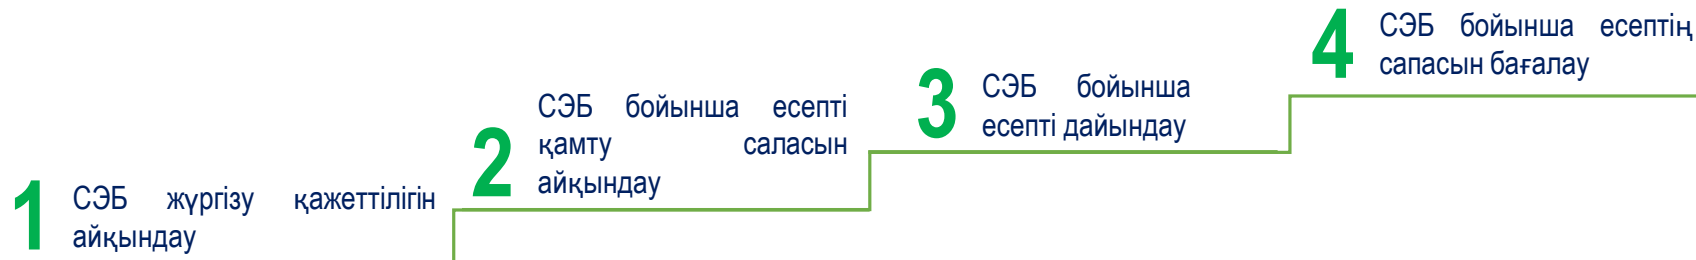 1
СЭБ жүргізу қажеттілігін
айқындау
2
СЭБ бойынша есепті
қамту саласын
айқындау
3
СЭБ бойынша
есепті дайындау
4
СЭБ бойынша есептің
сапасын бағалау